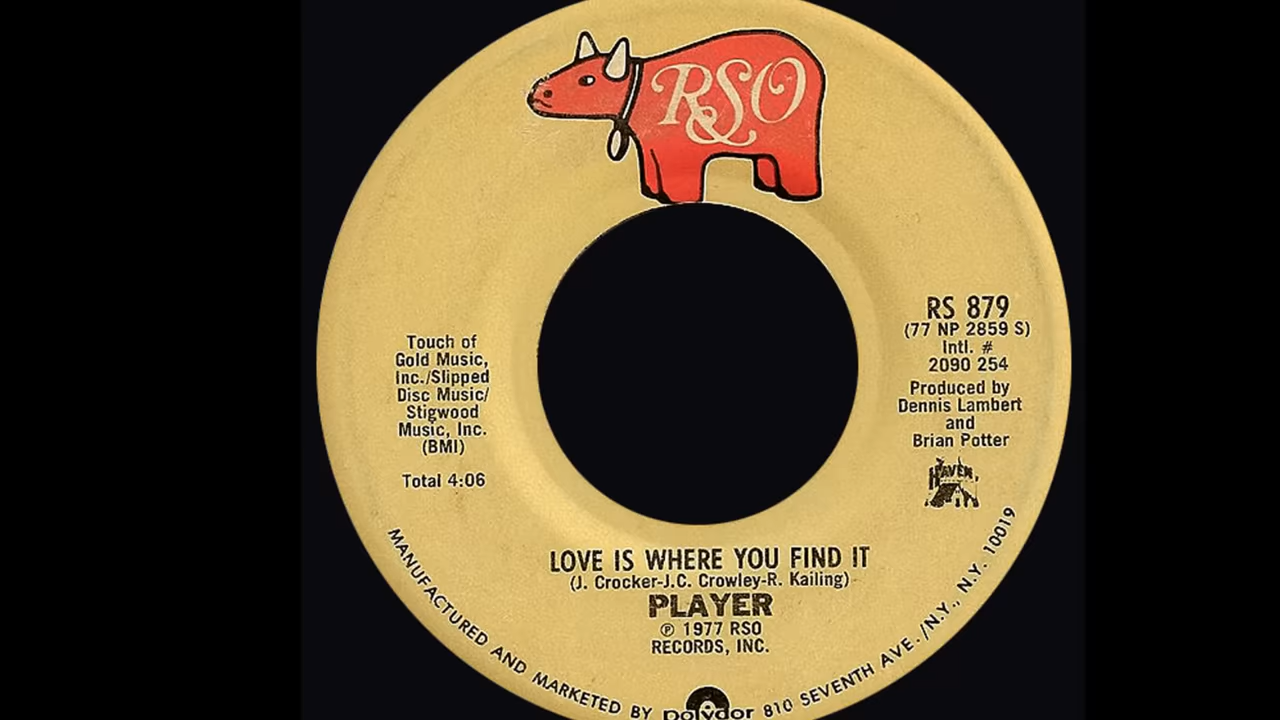 RSO
RS 879
(77 NP 2859 S)
Intl. #
2090 254
Produced by
Dennis Lambert
and
Brian Potter
HAVEN
Touch of
Gold Music,
Inc./Slipped
Disc Music/
Stigwood
Music, Inc.
(BMI)
Total 4:06
LOVE IS WHERE YOU FIND IT
(J. Crocker-J.C. Crowley-R. Kailing)
PLAYER
℗ 1977 RSO
RECORDS, INC.
MANUFACTURED AND MARKETED BY polydor 810 SEVENTH AVE./N.Y., N.Y. 10019